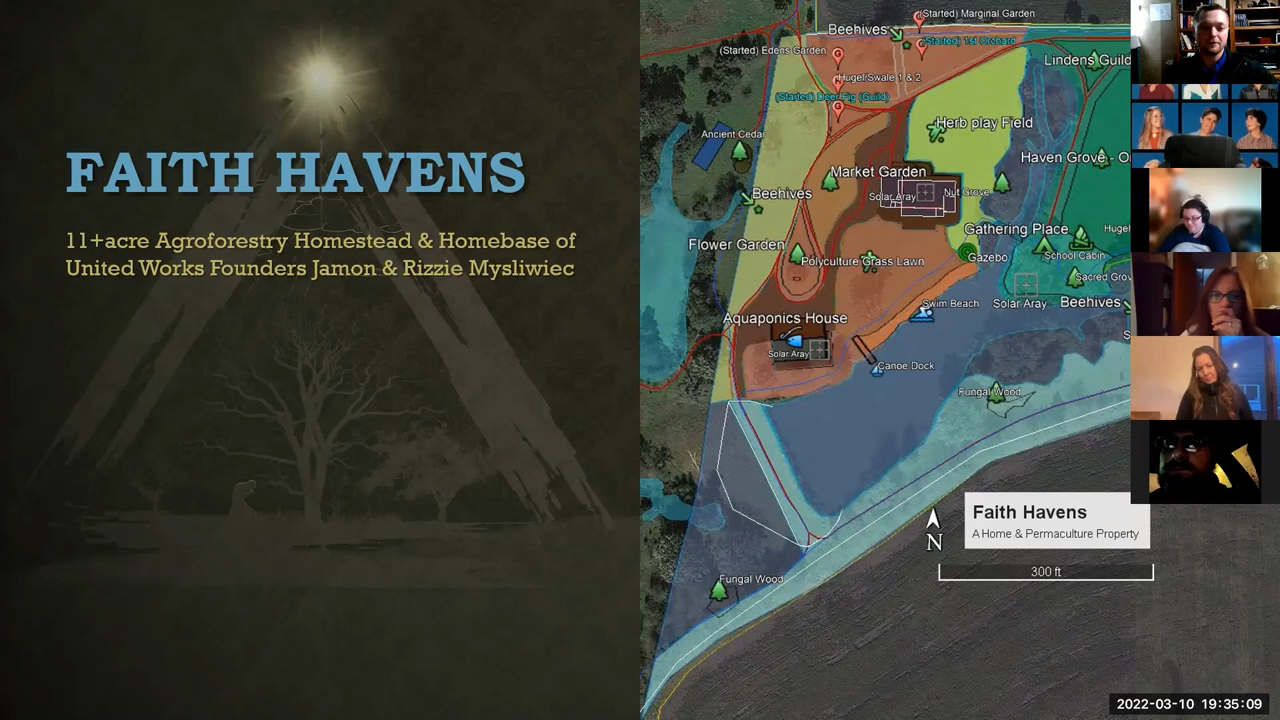 FAITH HAVENS
11+acre Agroforestry Homestead & Homebase of
United Works Founders Jamon & Rizzie Mysliwiec
(Started) Marginal Garden
Beehives
(Started) 1st Orchard
(Started) Edens Garden
Lindens Guild
Hugel/Swale 1 & 2
(Started) Deer Fig (Guild)
Herb play Field
Ancient Cedar
Haven Grove - O
Market Garden
Beehives
Solar Aray
Nut Grove
Gathering Place
Hugel
Flower Garden
Polyculture Grass Lawn
Gazebo
School Cabin
Sacred Grov
Swim Beach
Solar Aray
Beehives
Aquaponics House
S
Solar Aray
Canoe Dock
Fungal Wood
Faith Havens
A Home & Permaculture Property
N
300 ft
Fungal Wood
2022-03-10 19:35:09